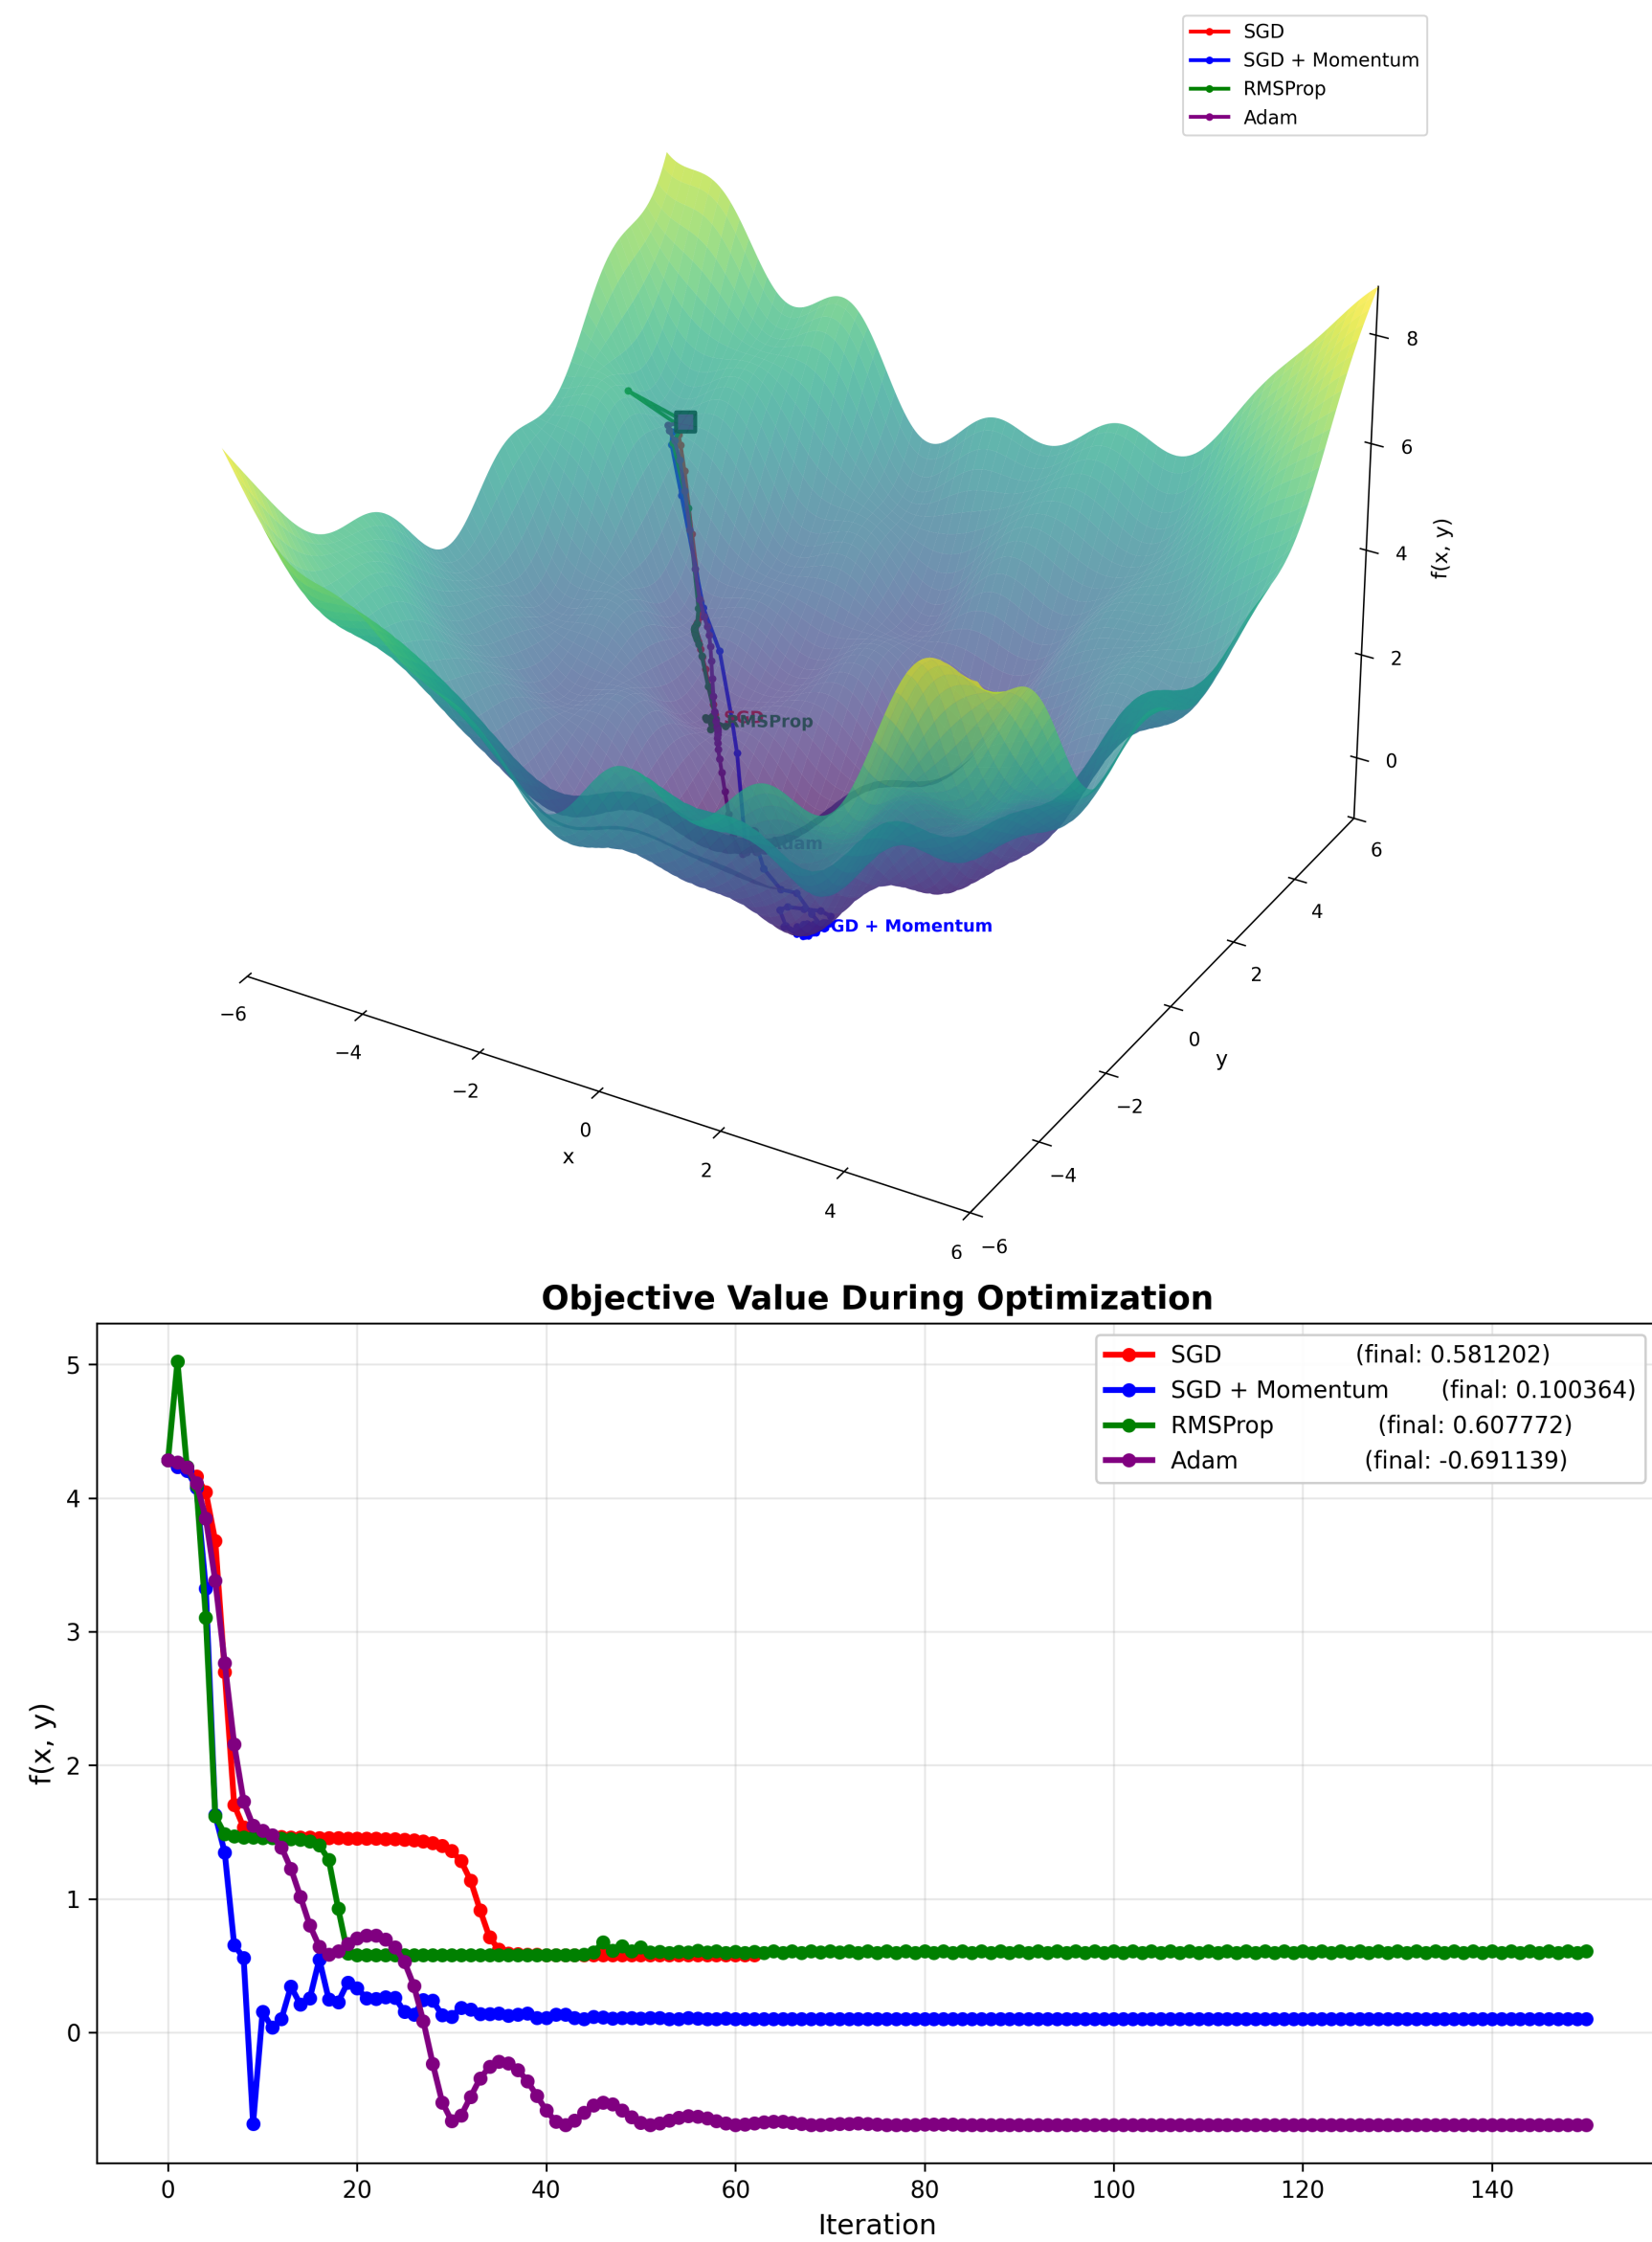 SGD
SGD + Momentum
RMSProp
Adam
8
6
4
2
0
f(x, y)
SGD
RMSProp
Adam
SGD + Momentum
−6
−4
−2
0
2
4
6
x
6
4
2
0
−2
−4
−6
y
Objective Value During Optimization
SGD (final: 0.581202)
SGD + Momentum (final: 0.100364)
RMSProp (final: 0.607772)
Adam (final: -0.691139)
5
4
3
2
1
0
f(x, y)
0 20 40 60 80 100 120 140
Iteration